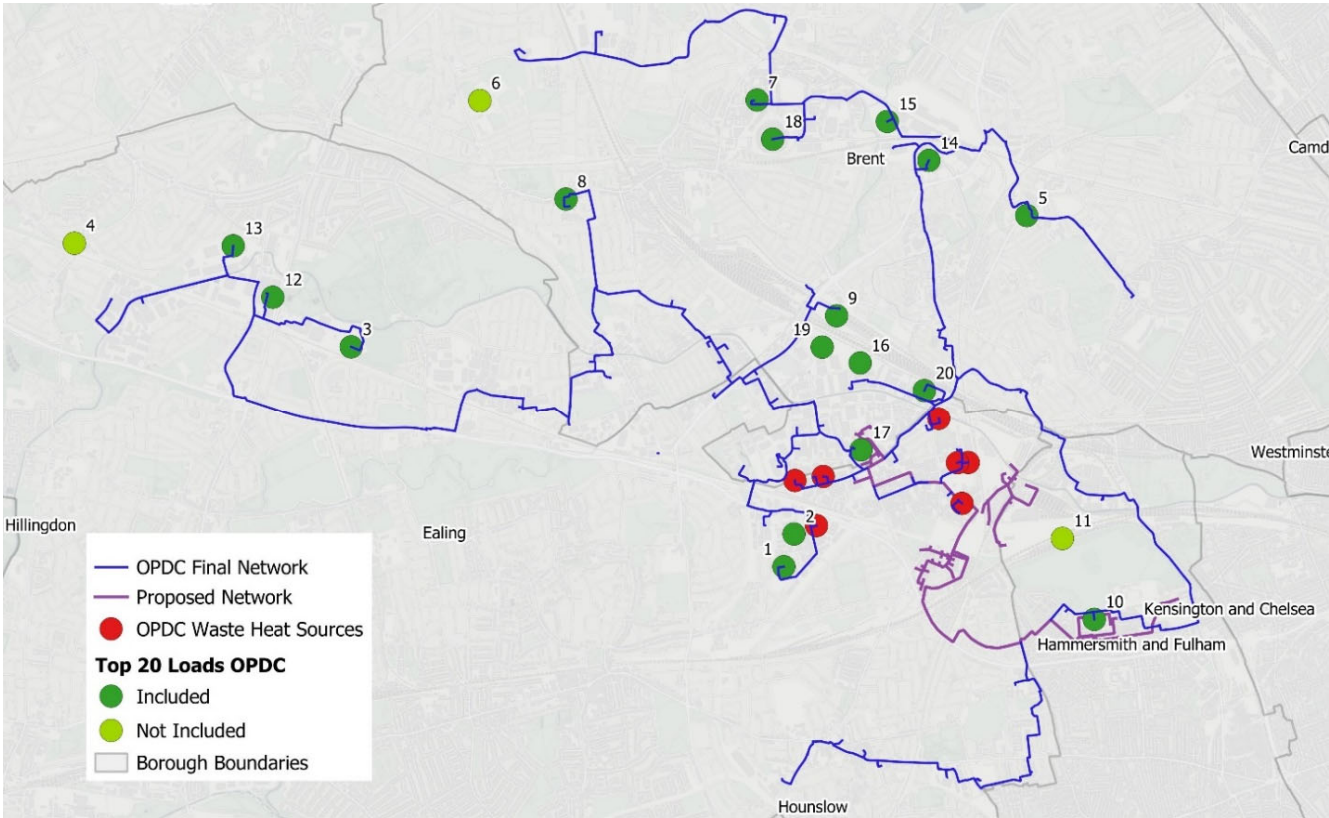 6
7
15
18
Brent
14
Camd
8
5
4
13
12
9
3
19
16
20
17
Westminste
Hillingdon
Ealing
2
11
1
10
Kensington and Chelsea
Hammersmith and Fulham
Hounslow
OPDC Final Network
Proposed Network
OPDC Waste Heat Sources
Top 20 Loads OPDC
Included
Not Included
Borough Boundaries